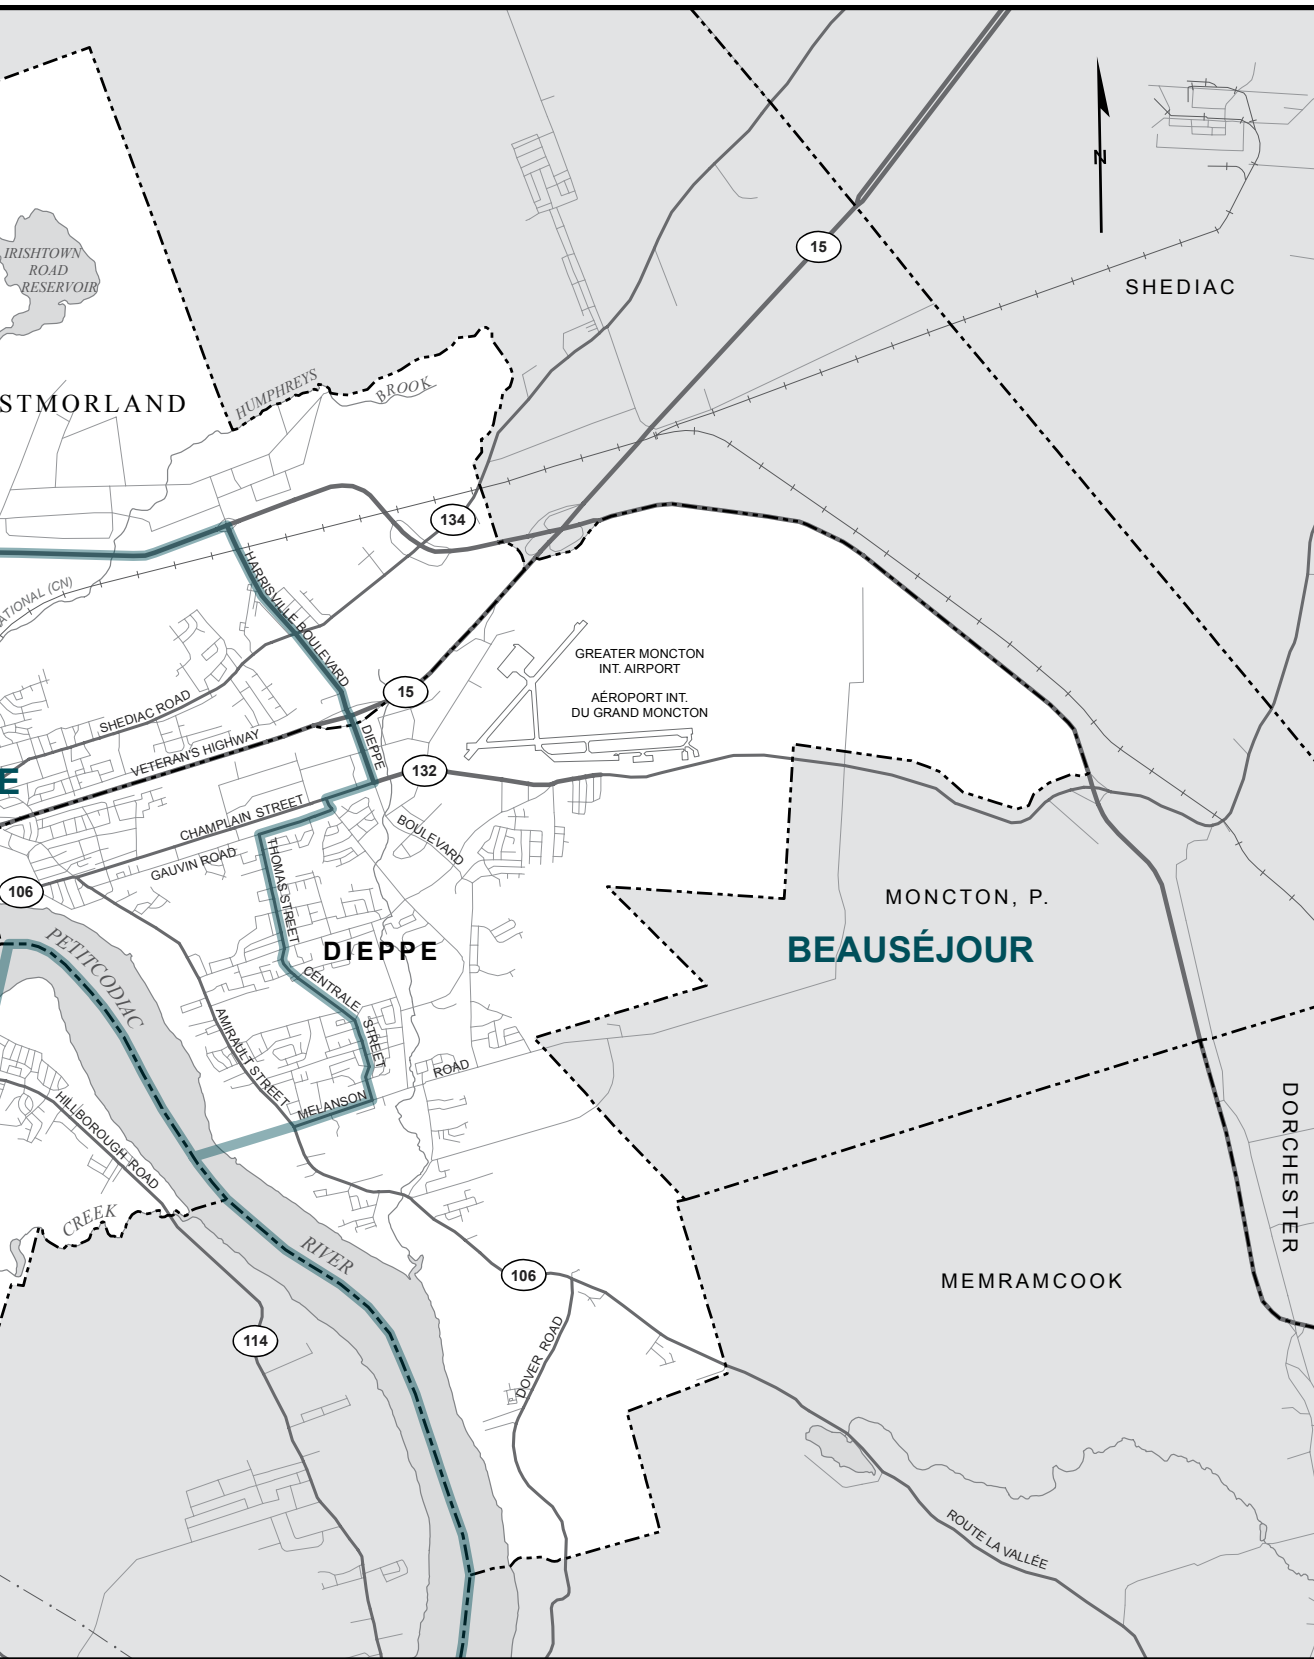 N
15
SHEDIAC
IRISHTOWN
ROAD
RESERVOIR
STMORLAND
HUMPHREYS
BROOK
134
ATIONAL (CN)
HARRISVILLE BOULEVARD
GREATER MONCTON
INT. AIRPORT
AÉROPORT INT.
DU GRAND MONCTON
15
SHEDIAC ROAD
VETERAN'S HIGHWAY
DIEPPE
132
E
CHAMPLAIN STREET
BOULEVARD
GAUVIN ROAD
THOMAS STREET
106
MONCTON, P.
BEAUSÉJOUR
DIEPPE
PETITCODIAC
CENTRALE
STREET
AMIRAULT STREET
ROAD
MELANSON
HILLBOROUGH ROAD
DORCHESTER
CREEK
RIVER
106
MEMRAMCOOK
114
DOVER ROAD
ROUTE LA VALLÉE